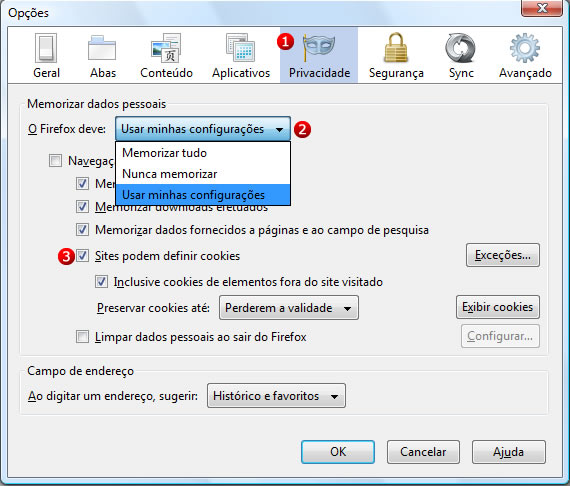 Opções
1
Geral Abas Conteúdo Aplicativos Privacidade Segurança Sync Avançado
Memorizar dados pessoais
O Firefox deve: Usar minhas configurações 2
Memorizar tudo
Nunca memorizar
Usar minhas configurações
Memorizar downloads efetuados
Memorizar dados fornecidos a páginas e ao campo de pesquisa
3 Sites podem definir cookies Exceções...
Inclusive cookies de elementos fora do site visitado
Preservar cookies até: Perderem a validade Exibir cookies
Limpar dados pessoais ao sair do Firefox Configurar...
Campo de endereço
Ao digitar um endereço, sugerir: Histórico e favoritos
OK Cancelar Ajuda